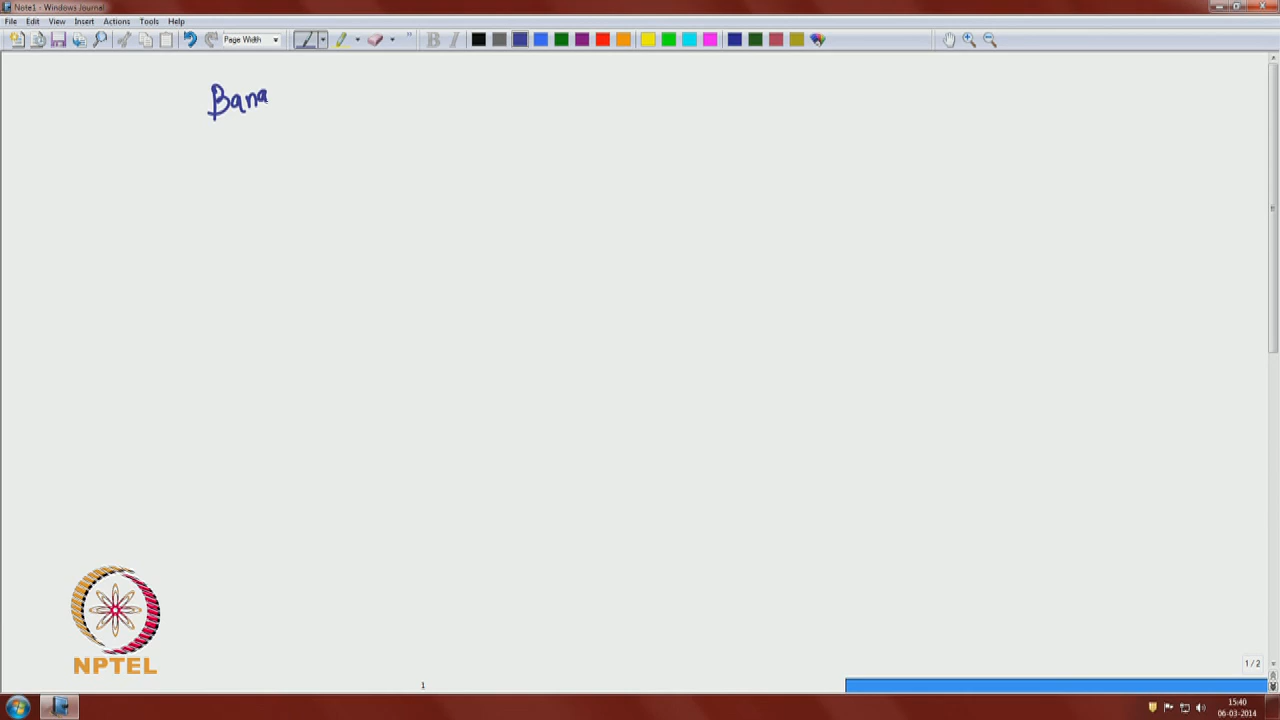 Note1 - Windows Journal
File Edit View Insert Actions Tools Help
Page Width
B I
Bana
NPTEL
1 / 2
1
15:40
06-03-2014